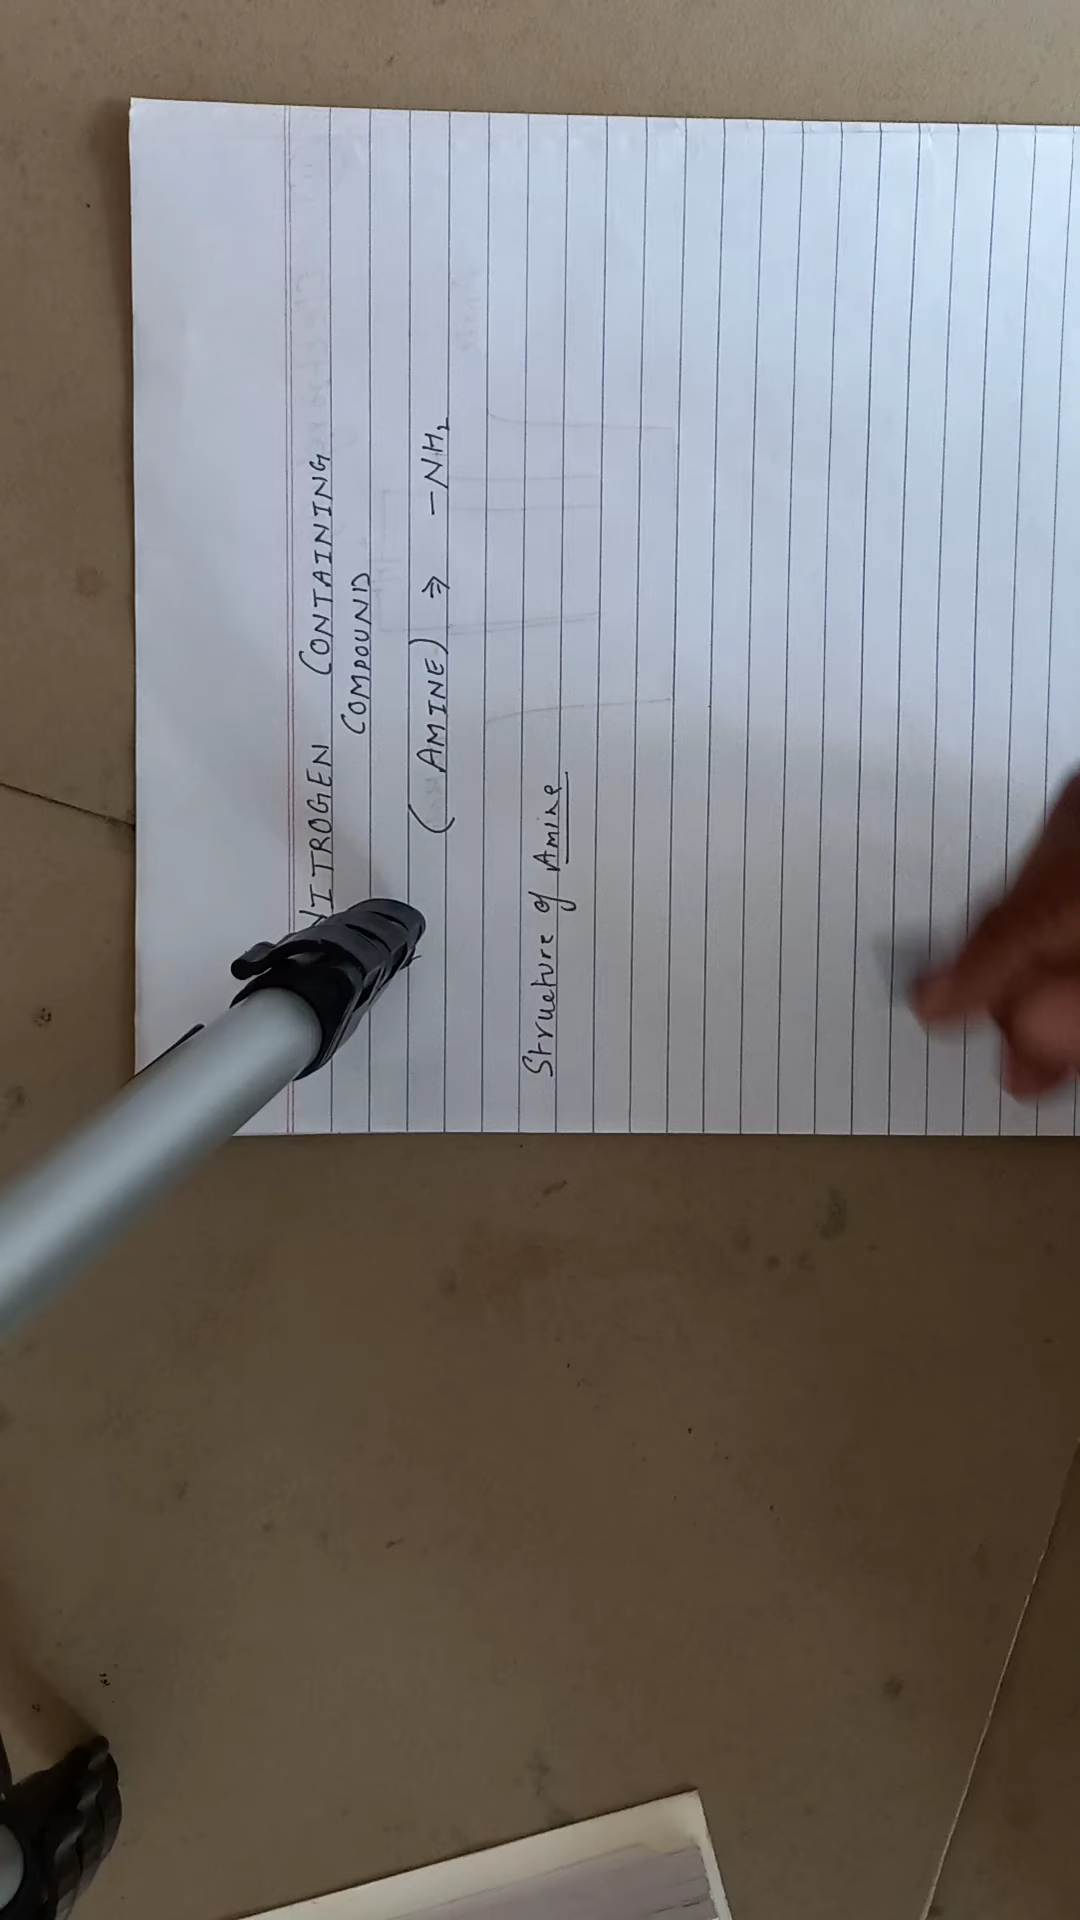 NITROGEN CONTAINING
COMPOUND
(AMINE) ⇒ -NH₂
Structure of Amine